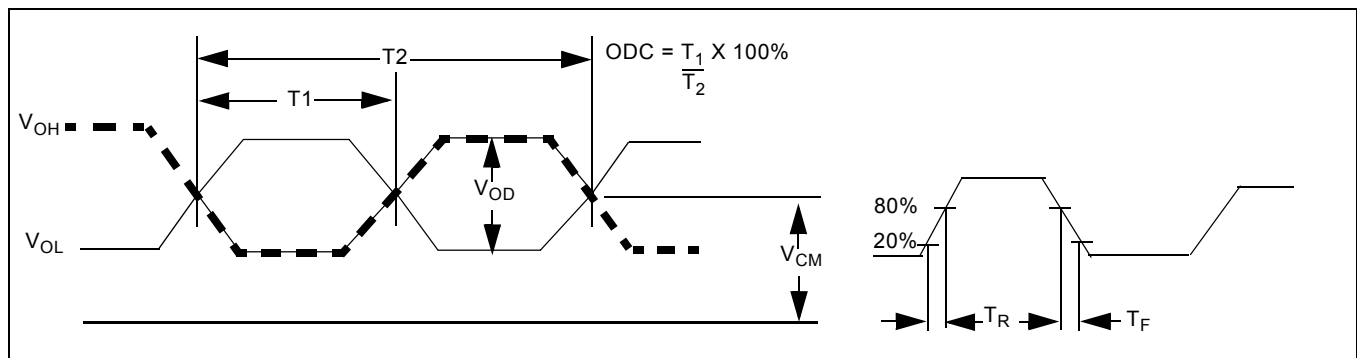 T2
ODC = T1 X 100%
T2
T1
VOH
VOD
VOL
VCM
80%
20%
TR
TF